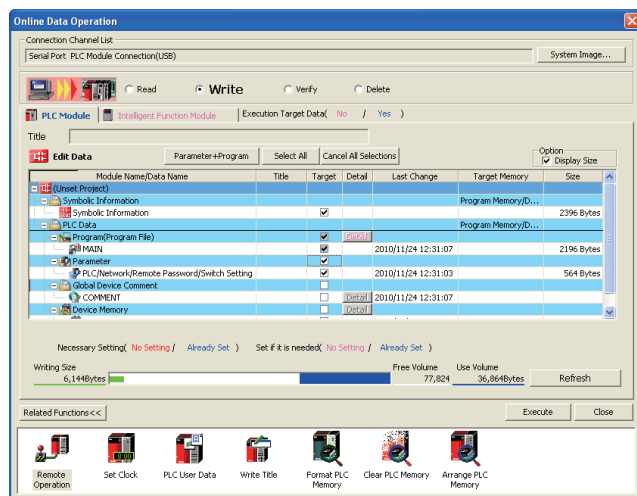 Online Data Operation
Connection Channel List
Serial Port PLC Module Connection(USB)
System Image...
Read
Write
Verify
Delete
PLC Module
Intelligent Function Module
Execution Target Data( No / Yes )
Title
Edit Data
Parameter+Program
Select All
Cancel All Selections
Option
Display Size
Module Name/Data Name Title Target Detail Last Change Target Memory Size
(Unset Project)
Symbolic Information Program Memory/D...
Symbolic Information 2396 Bytes
PLC Data Program Memory/D...
Program(Program File) Detail
MAIN 2010/11/24 12:31:07 2196 Bytes
Parameter
PLC/Network/Remote Password/Switch Setting 2010/11/24 12:31:03 564 Bytes
Global Device Comment
COMMENT Detail 2010/11/24 12:31:07
Device Memory Detail
Necessary Setting( No Setting / Already Set ) Set if it is needed( No Setting / Already Set )
Writing Size Free Volume Use Volume
6,144Bytes 77,824 36,864Bytes
Refresh
Related Functions<<
Execute
Close
Remote Operation
Set Clock
PLC User Data
Write Title
Format PLC Memory
Clear PLC Memory
Arrange PLC Memory